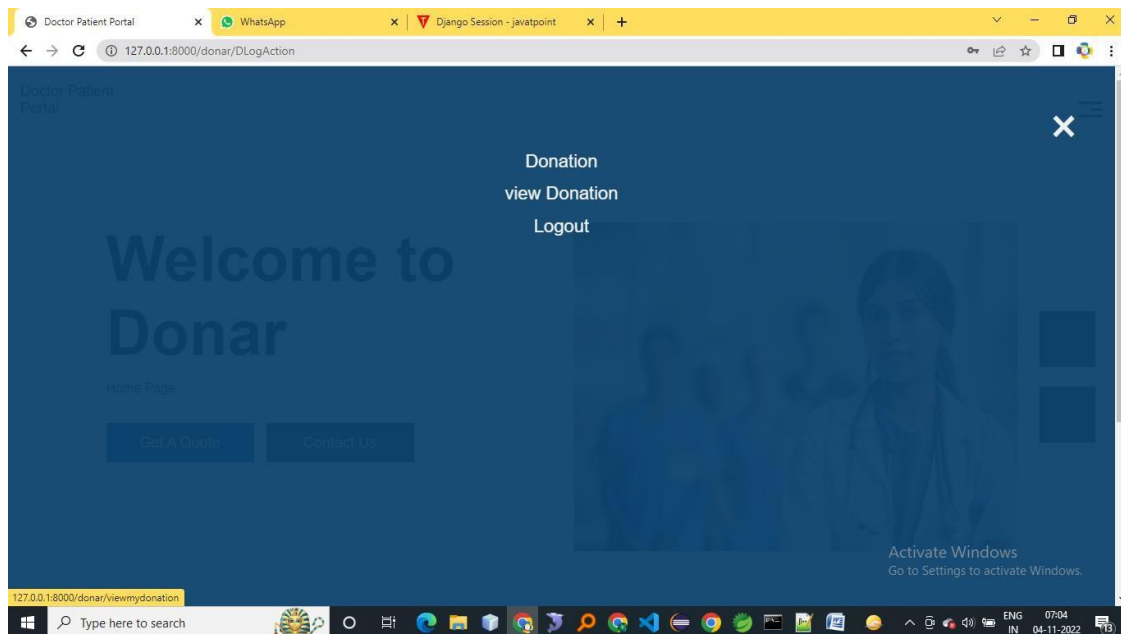 Doctor Patient Portal
WhatsApp
Django Session - javatpoint
127.0.0.1:8000/donar/DLogAction
Doctor Patient
Portal
Donation
view Donation
Logout
Welcome to
Donar
Home Page
Get A Quote
Contact Us
Activate Windows
Go to Settings to activate Windows.
127.0.0.1:8000/donar/viewmydonation
Type here to search
ENG
IN
07:04
04-11-2022
13